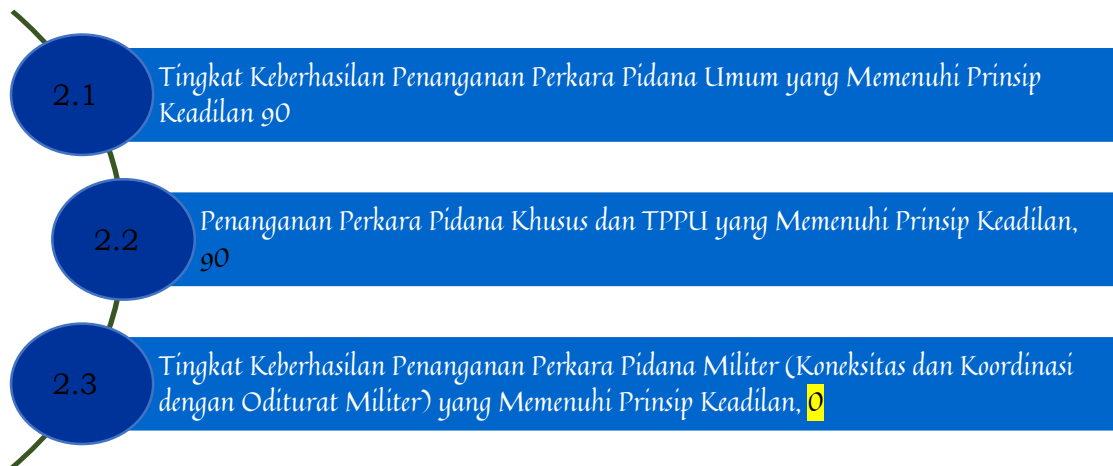 2.1
Tingkat Keberhasilan Penanganan Perkara Pidana Umum yang Memenuhi Prinsip
Keadilan 90
2.2
Penanganan Perkara Pidana Khusus dan TPPU yang Memenuhi Prinsip Keadilan,
90
2.3
Tingkat Keberhasilan Penanganan Perkara Pidana Militer (Koneksitas dan Koordinasi
dengan Oditurat Militer) yang Memenuhi Prinsip Keadilan, 0